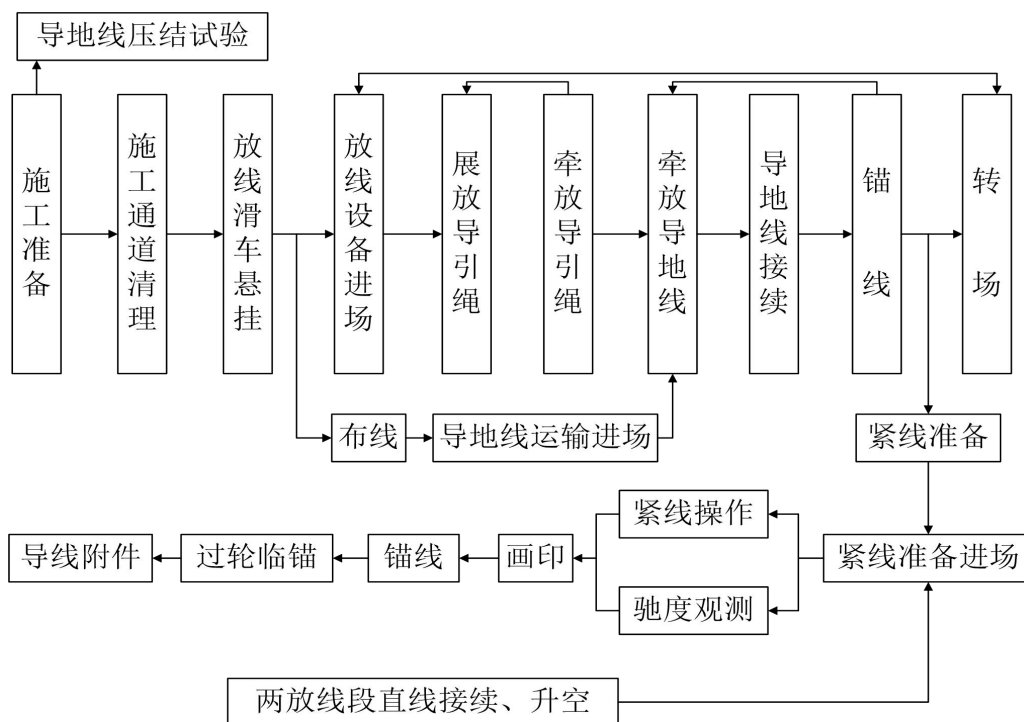 导地线压结试验
施工准备
施工通道清理
放线滑车悬挂
放线设备进场
展放导引绳
牵放导引绳
牵放导地线
导地线接续
锚线
转场
布线
导地线运输进场
紧线准备
紧线操作
导线附件
过轮临锚
锚线
画印
紧线准备进场
驰度观测
两放线段直线接续、升空